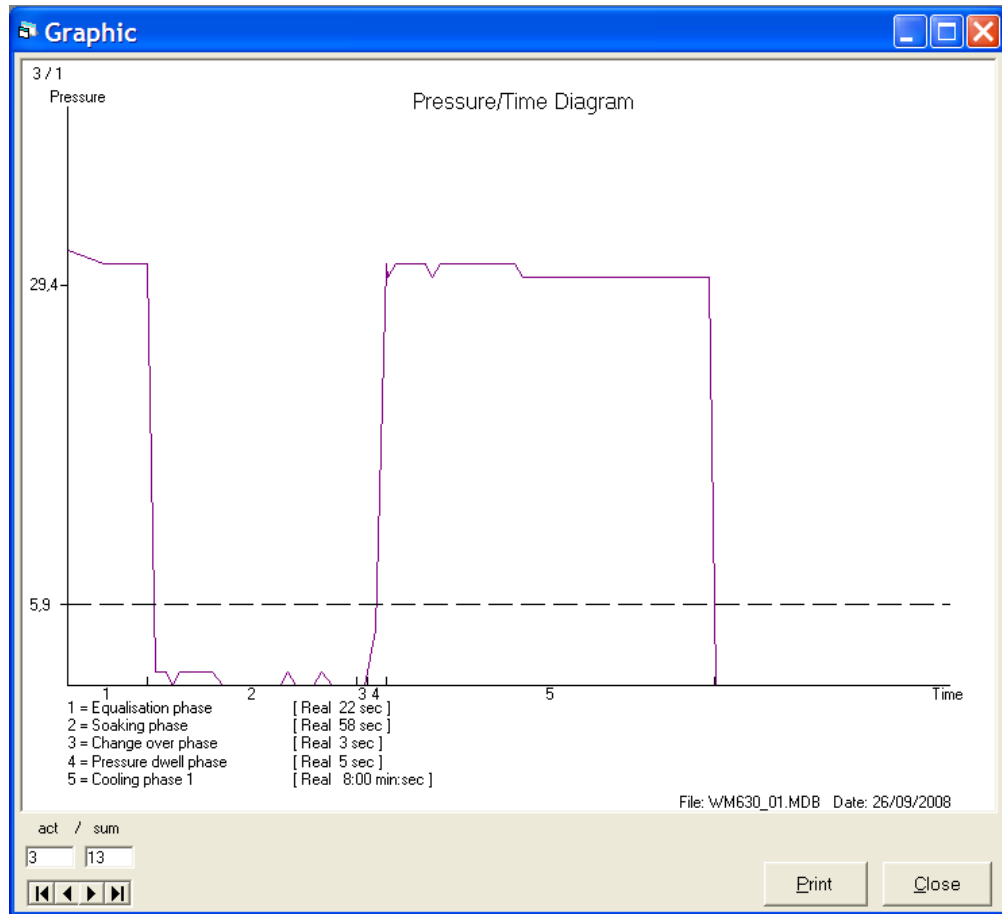 Graphic
3 / 1
Pressure
Pressure/Time Diagram
29,4
5,9
1 2 3 4 5 Time
1 = Equalisation phase [ Real 22 sec ]
2 = Soaking phase [ Real 58 sec ]
3 = Change over phase [ Real 3 sec ]
4 = Pressure dwell phase [ Real 5 sec ]
5 = Cooling phase 1 [ Real 8:00 min:sec ]
File: WM630_01.MDB Date: 26/09/2008
act / sum
3 13
Print Close